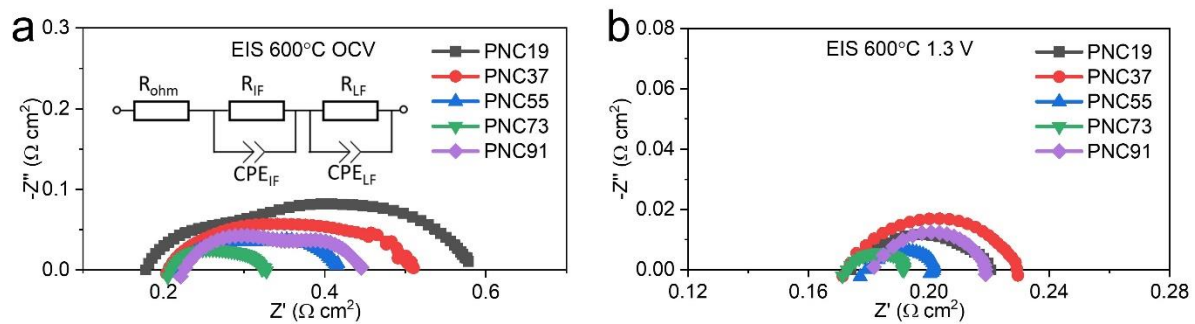 a
EIS 600°C OCV
R_ohm R_IF R_LF
CPE_IF CPE_LF
PNC19
PNC37
PNC55
PNC73
PNC91
-Z'' (Ω cm²)
0.3
0.2
0.1
0.0
0.2 0.4 0.6
Z' (Ω cm²)
b
EIS 600°C 1.3 V
PNC19
PNC37
PNC55
PNC73
PNC91
-Z'' (Ω cm²)
0.08
0.06
0.04
0.02
0.00
0.12 0.16 0.20 0.24 0.28
Z' (Ω cm²)